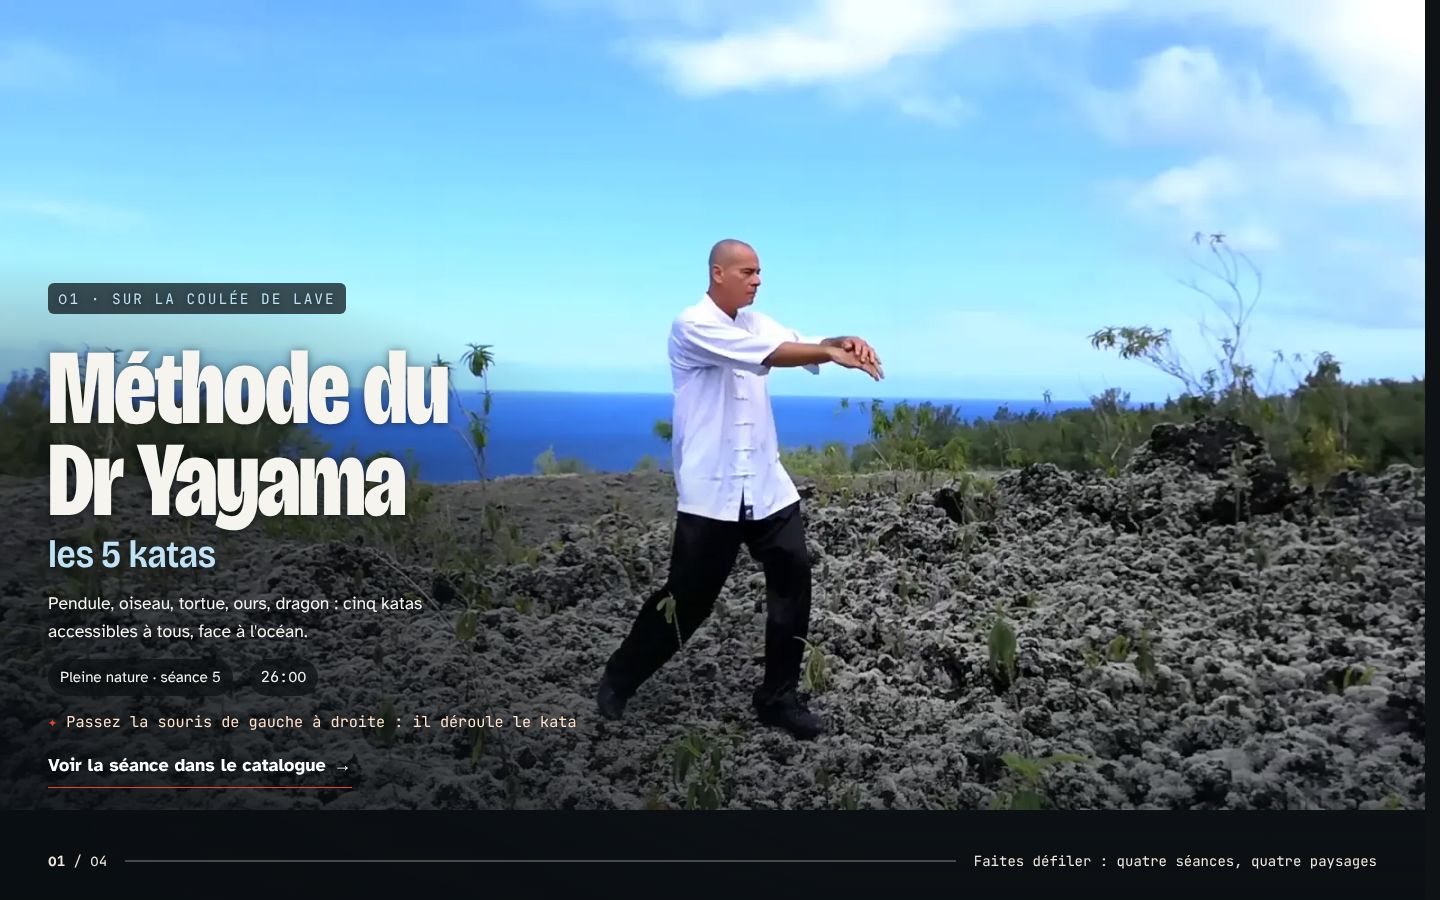 01 · SUR LA COULÉE DE LAVE
Méthode du
Dr Yayama
les 5 katas
Pendule, oiseau, tortue, ours, dragon : cinq katas
accessibles à tous, face à l'océan.
Pleine nature · séance 5 26:00
✦ Passez la souris de gauche à droite : il déroule le kata
Voir la séance dans le catalogue →
01 / 04 Faites défiler : quatre séances, quatre paysages